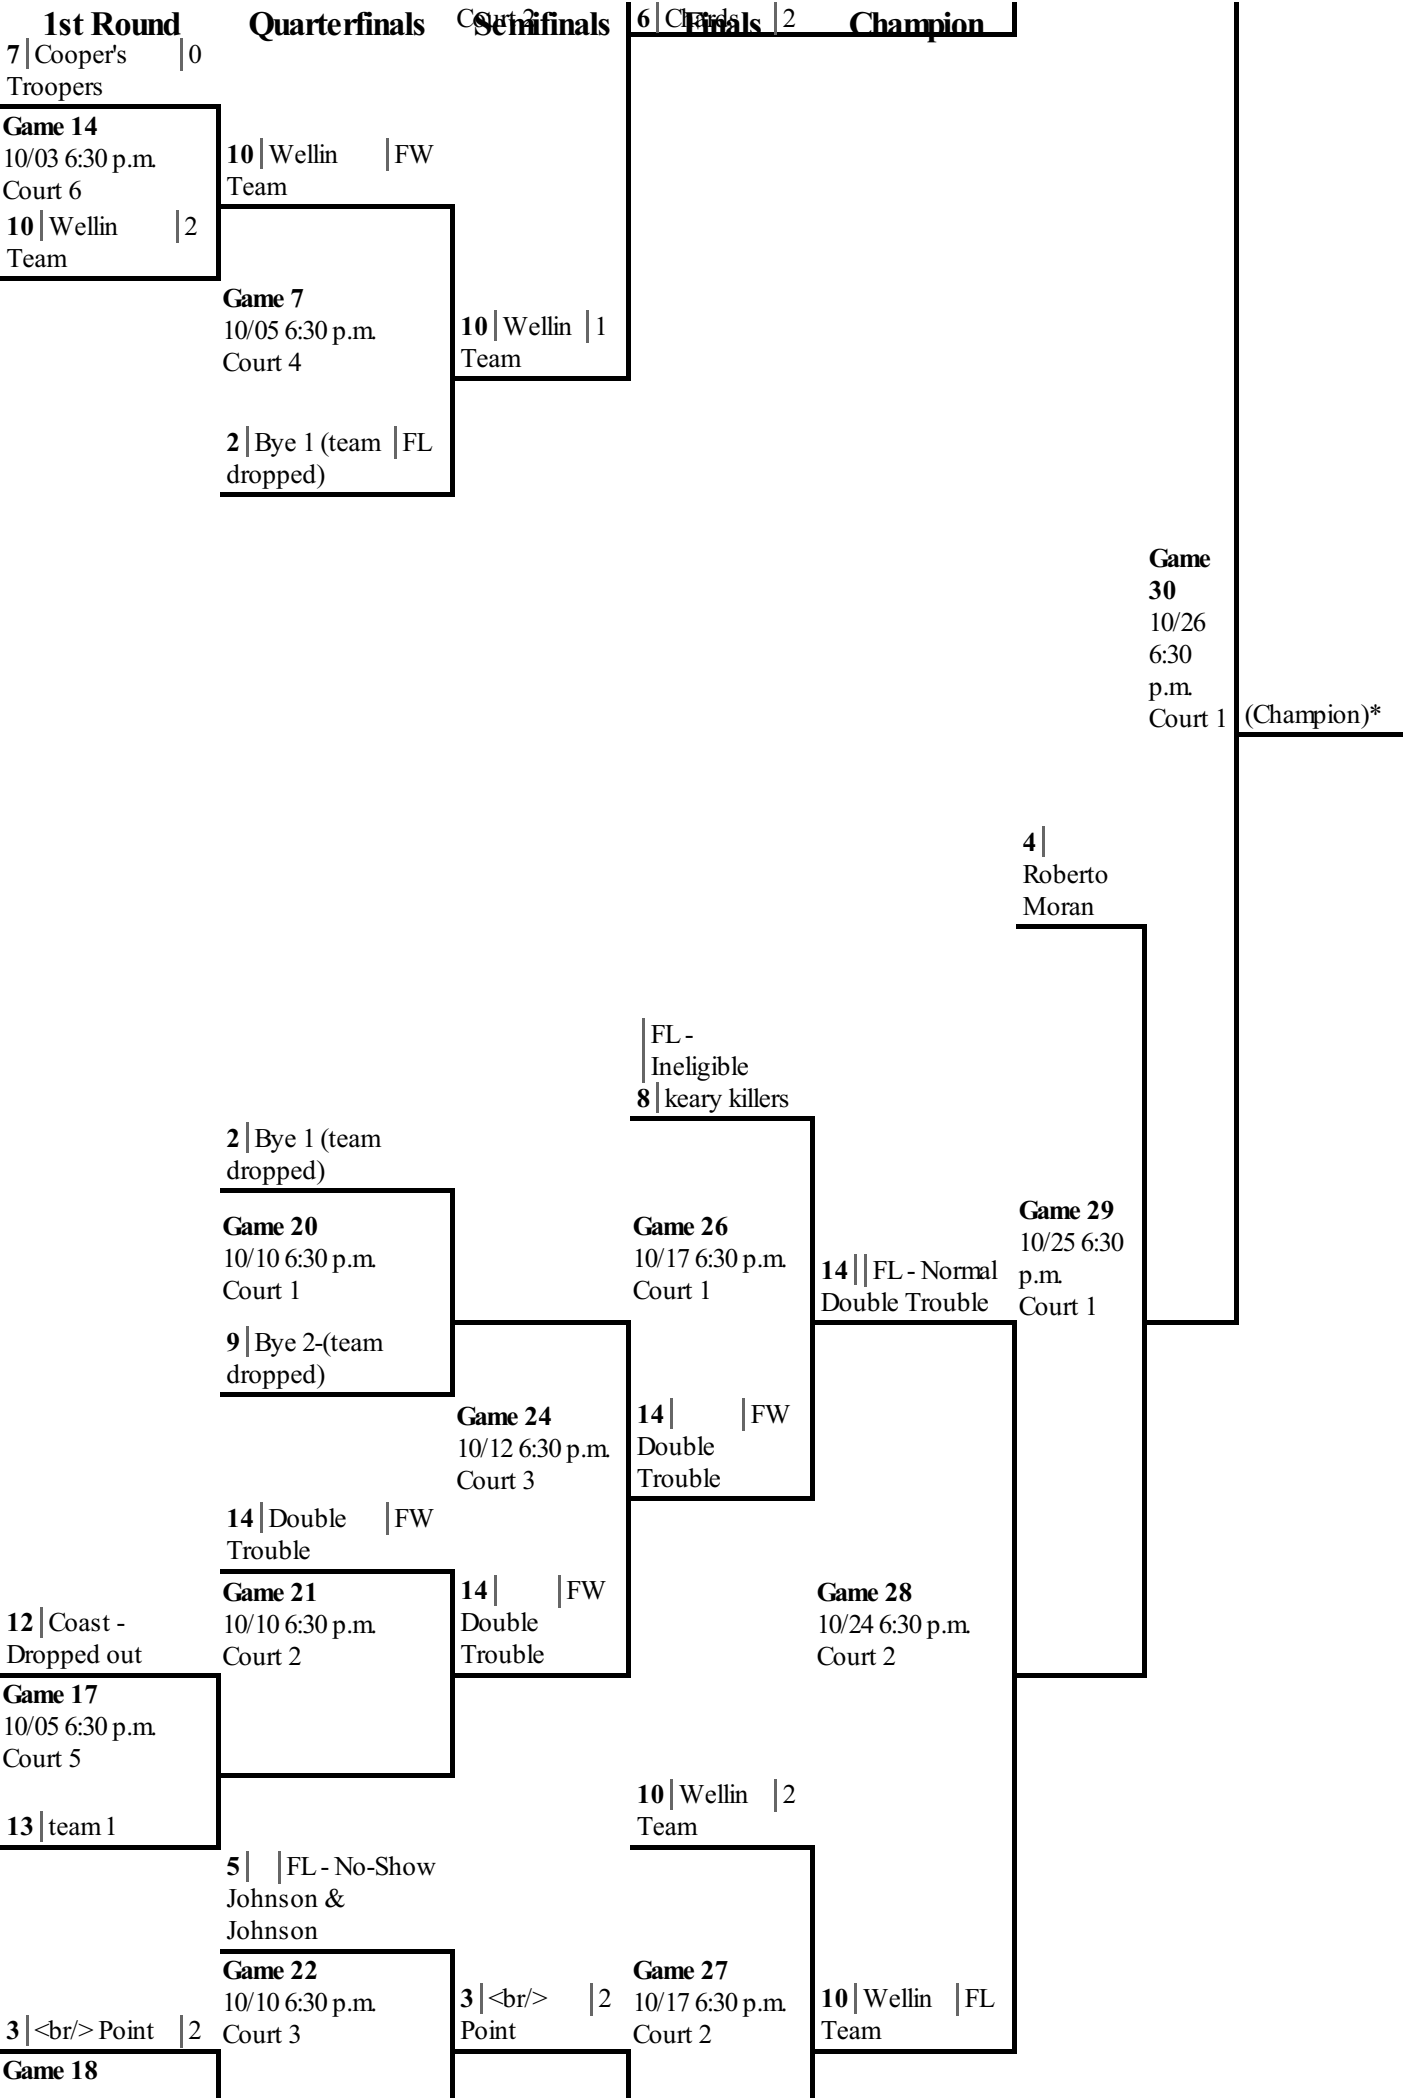 1st Round Quarterfinals Semifinals Finals Champion
Court 2
6 Chards 2
7 Cooper's 0
Troopers
Game 14
10/03 6:30 p.m.
Court 6
10 Wellin 2
Team
10 Wellin FW
Team
Game 7
10/05 6:30 p.m.
Court 4
2 Bye 1 (team FL
dropped)
10 Wellin 1
Team
Game
30
10/26
6:30
p.m.
Court 1
(Champion)*
4
Roberto
Moran
FL -
Ineligible
8 keary killers
2 Bye 1 (team
dropped)
Game 20
10/10 6:30 p.m.
Court 1
9 Bye 2-(team
dropped)
Game 26
10/17 6:30 p.m.
Court 1
14 FL - Normal
Double Trouble
Game 29
10/25 6:30
p.m.
Court 1
Game 24
10/12 6:30 p.m.
Court 3
14 FW
Double
Trouble
14 Double FW
Trouble
Game 21
10/10 6:30 p.m.
Court 2
14 FW
Double
Trouble
Game 28
10/24 6:30 p.m.
Court 2
12 Coast -
Dropped out
Game 17
10/05 6:30 p.m.
Court 5
13 team 1
10 Wellin 2
Team
5 FL - No-Show
Johnson &
Johnson
Game 22
10/10 6:30 p.m.
Court 3
3 <br/> 2
Point
Game 27
10/17 6:30 p.m.
Court 2
10 Wellin FL
Team
3 <br/> Point 2
Game 18